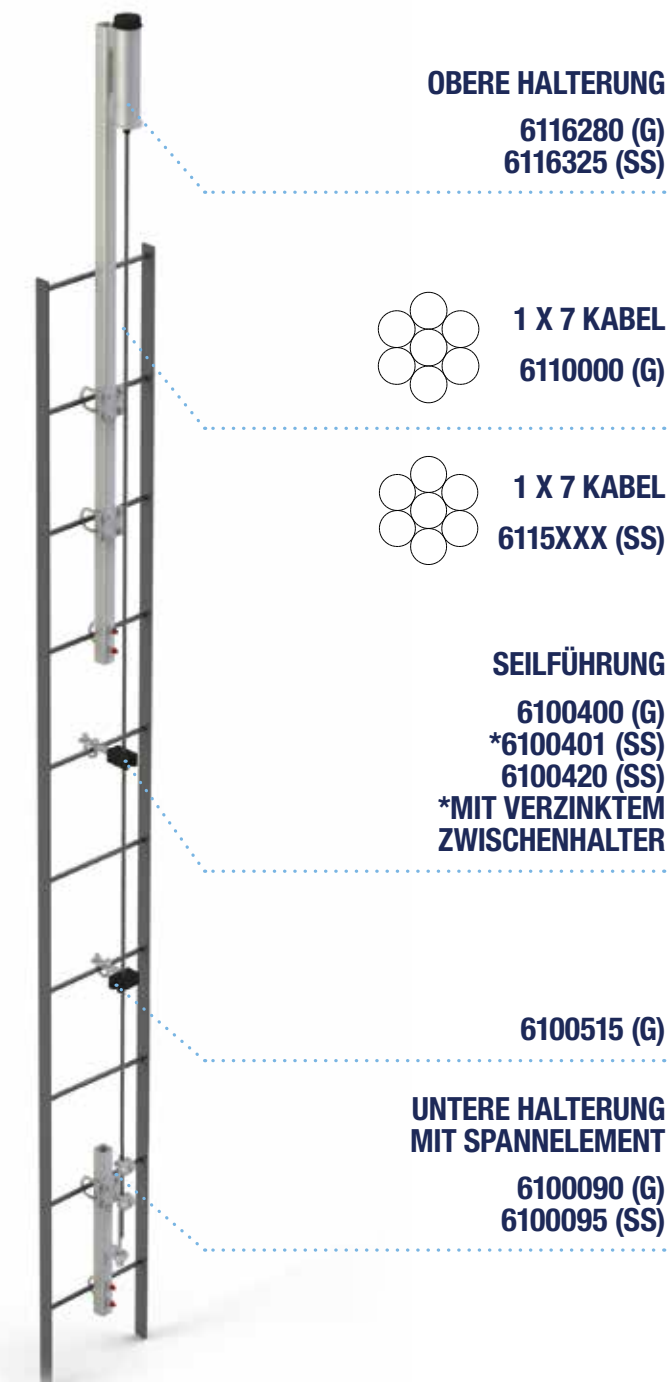 OBERE HALTERUNG
6116280 (G)
6116325 (SS)
1 X 7 KABEL
6110000 (G)
1 X 7 KABEL
6115XXX (SS)
SEILFÜHRUNG
6100400 (G)
*6100401 (SS)
6100420 (SS)
*MIT VERZINKTEM
ZWISCHENHALTER
6100515 (G)
UNTERE HALTERUNG
MIT SPANNELEMENT
6100090 (G)
6100095 (SS)